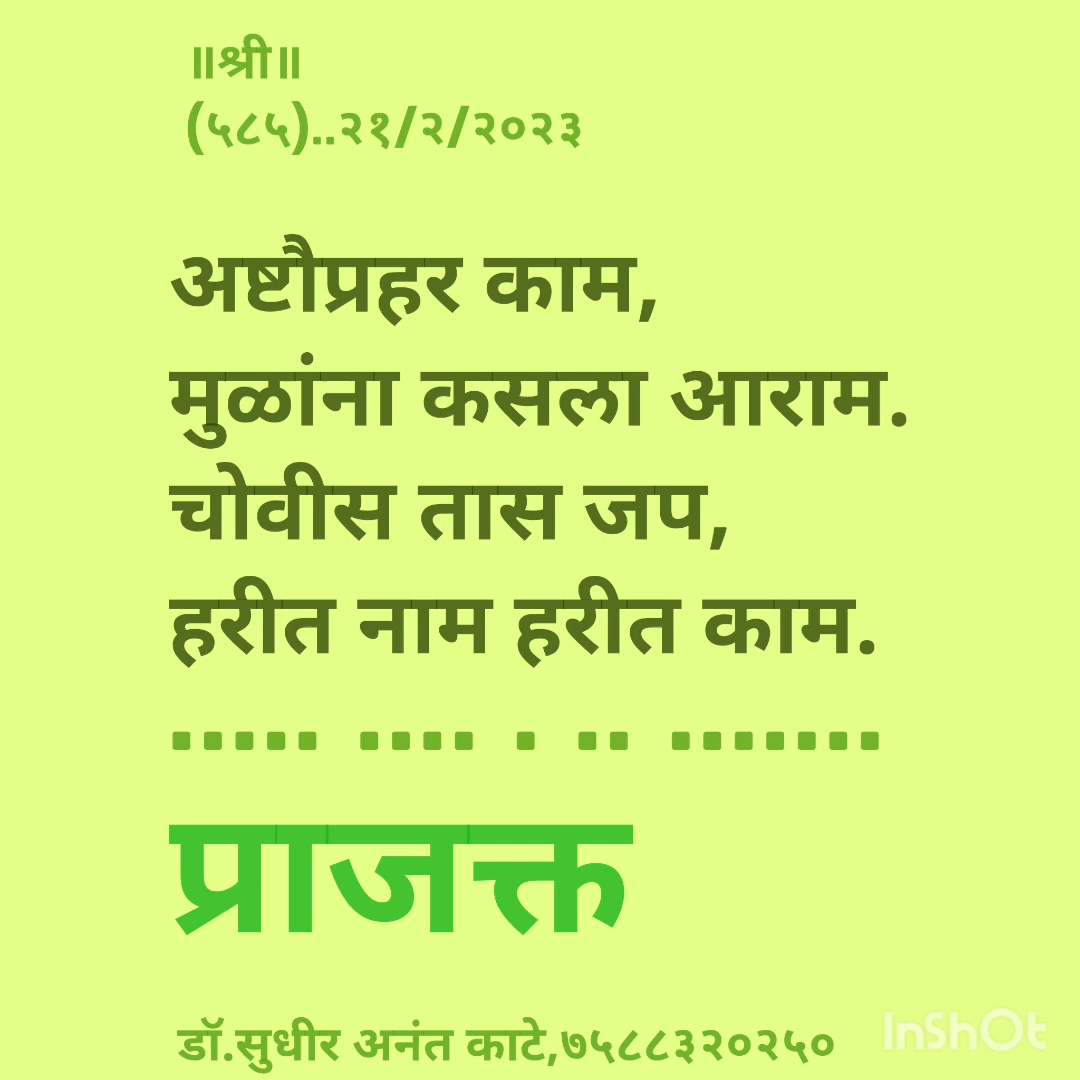 ॥श्री॥
(५८५)..२१/२/२०२३
अष्टौप्रहर काम,
मुळांना कसला आराम.
चोवीस तास जप,
हरीत नाम हरीत काम.
..... .... . .. .......
प्राजक्त
डॉ.सुधीर अनंत काटे,७५८८३२०२५०
InShOt